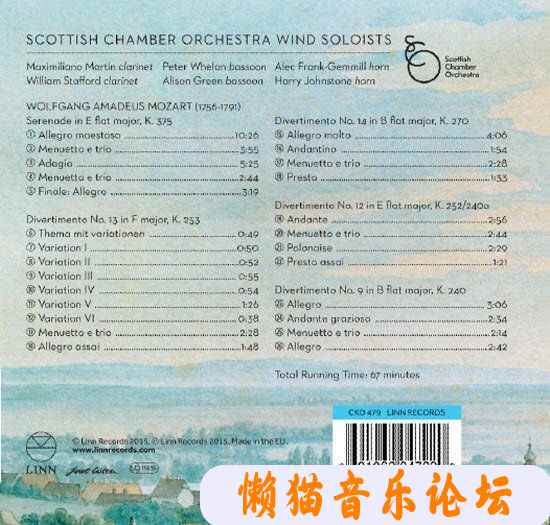 SCOTTISH CHAMBER ORCHESTRA WIND SOLOISTS
Maximiliano Martín clarinet Peter Whelan bassoon Alec Frank-Gemmill horn
William Stafford clarinet Alison Green bassoon Harry Johnstone horn
Scottish
Chamber
Orchestra
WOLFGANG AMADEUS MOZART (1756-1791)
Serenade in E flat major, K. 375
① Allegro maestoso 10:26
② Menuetto e trio 3:55
③ Adagio 5:25
④ Menuetto e trio 2:44
⑤ Finale: Allegro 3:19
Divertimento No. 13 in F major, K. 253
⑥ Thema mit variationen 0:49
⑦ Variation I 0:50
⑧ Variation II 0:52
⑨ Variation III 0:55
⑩ Variation IV 0:54
⑪ Variation V 1:26
⑫ Variation VI 0:38
⑬ Menuetto e trio 2:28
⑭ Allegro assai 1:48
Divertimento No. 14 in B flat major, K. 270
⑮ Allegro molto 4:06
⑯ Andantino 1:54
⑰ Menuetto e trio 2:28
⑱ Presto 1:33
Divertimento No. 12 in E flat major, K. 252/240a
⑲ Andante 2:56
⑳ Menuetto e trio 2:44
㉑ Polonaise 2:29
㉒ Presto assai 1:21
Divertimento No. 9 in B flat major, K. 240
㉓ Allegro 3:06
㉔ Andante grazioso 2:34
㉕ Menuetto e trio 2:14
㉖ Allegro 2:42
Total Running Time: 67 minutes
CKD 479 LINN RECORDS
℗ Linn Records 2015. © Linn Records 2015. Made in the EU.
www.linnrecords.com
LINN
懒猫音乐论坛